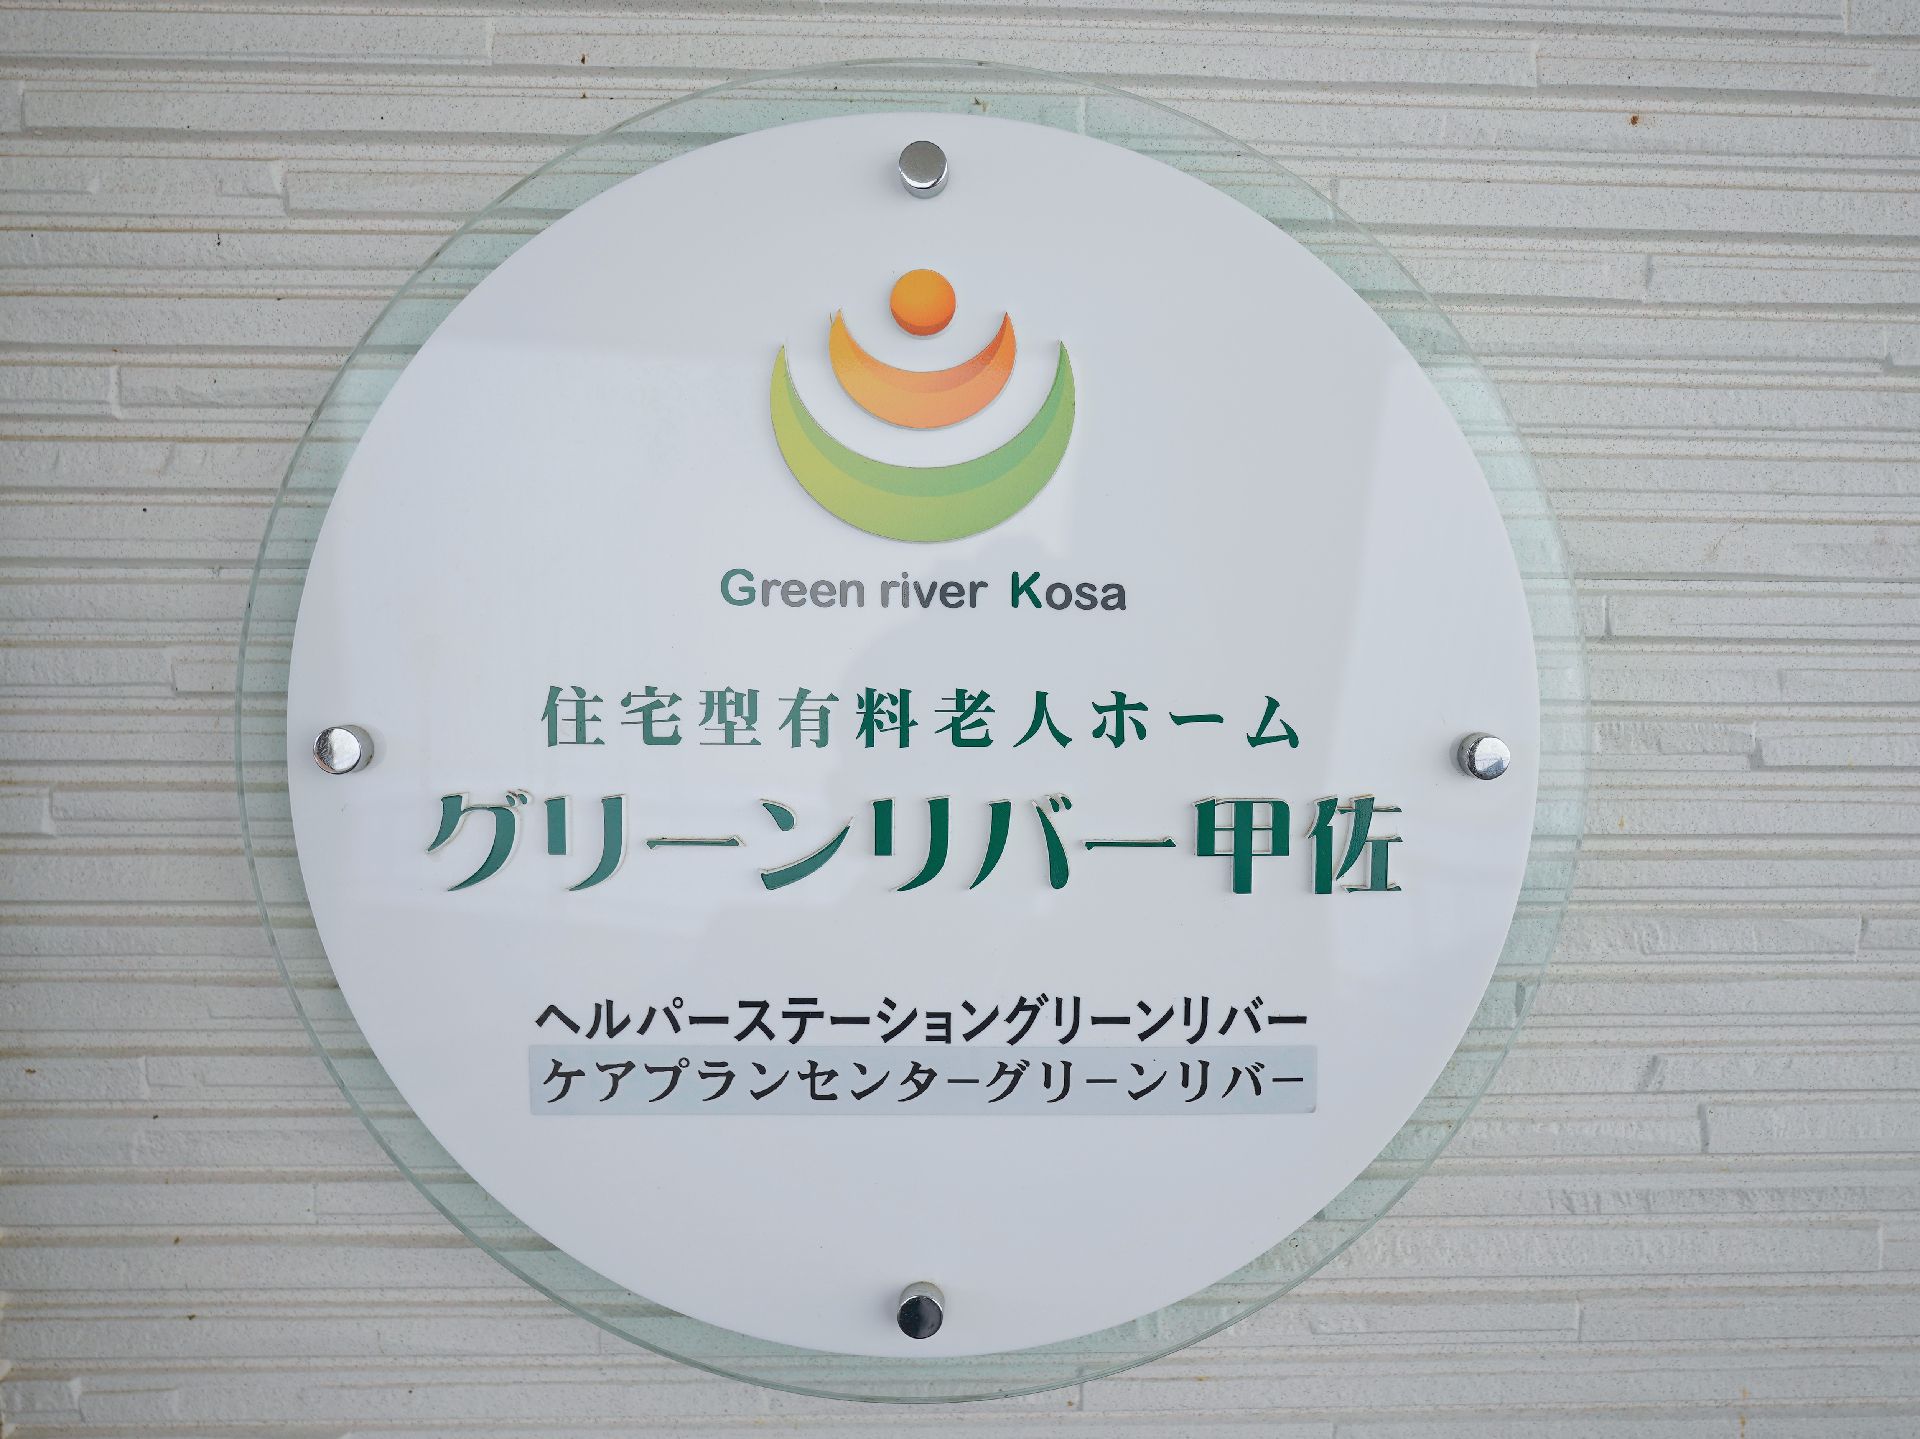 Green river Kosa
住宅型有料老人ホーム
グリーンリバー甲佐
ヘルパーステーショングリーンリバー
ケアプランセンターグリーンリバー